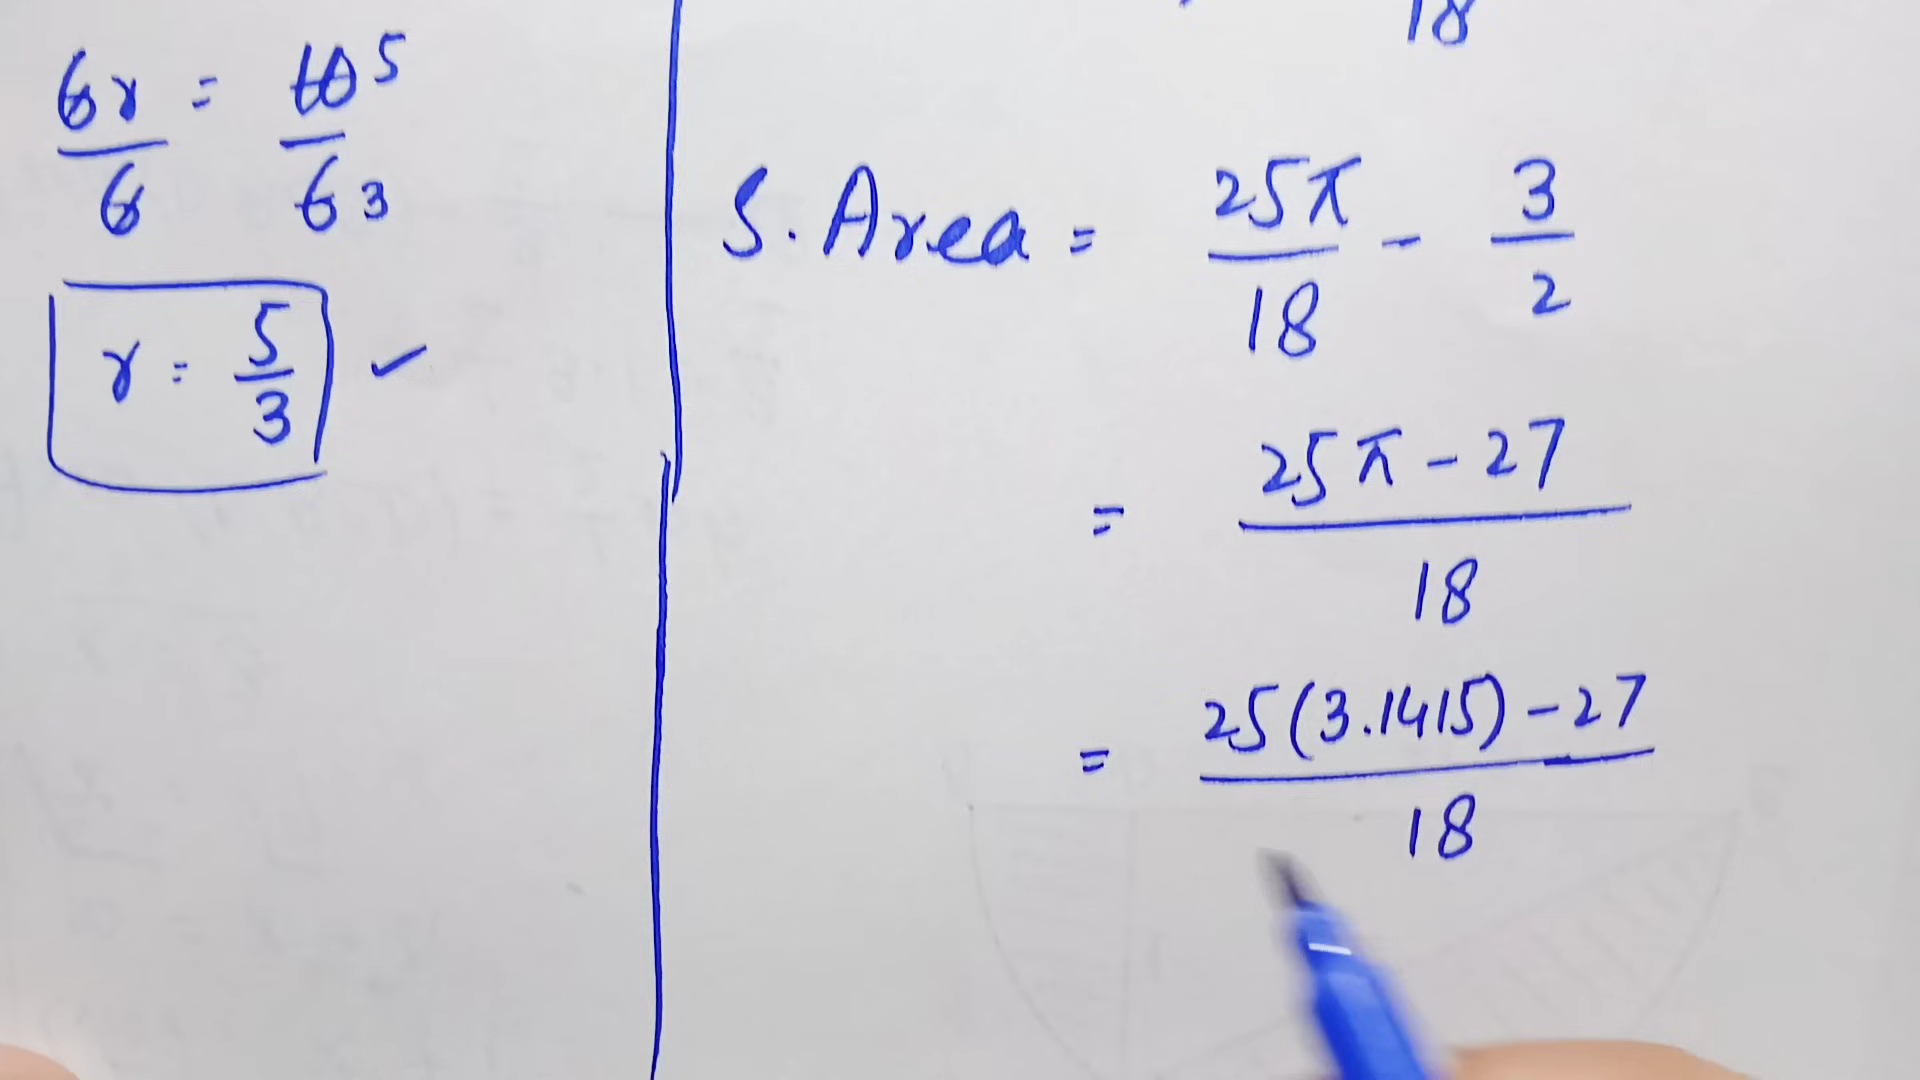 6r/6 = 10/6 5 3
r = 5/3 ✓
18
S. Area = 25π/18 - 3/2
= 25π - 27/18
= 25(3.1415) - 27/18